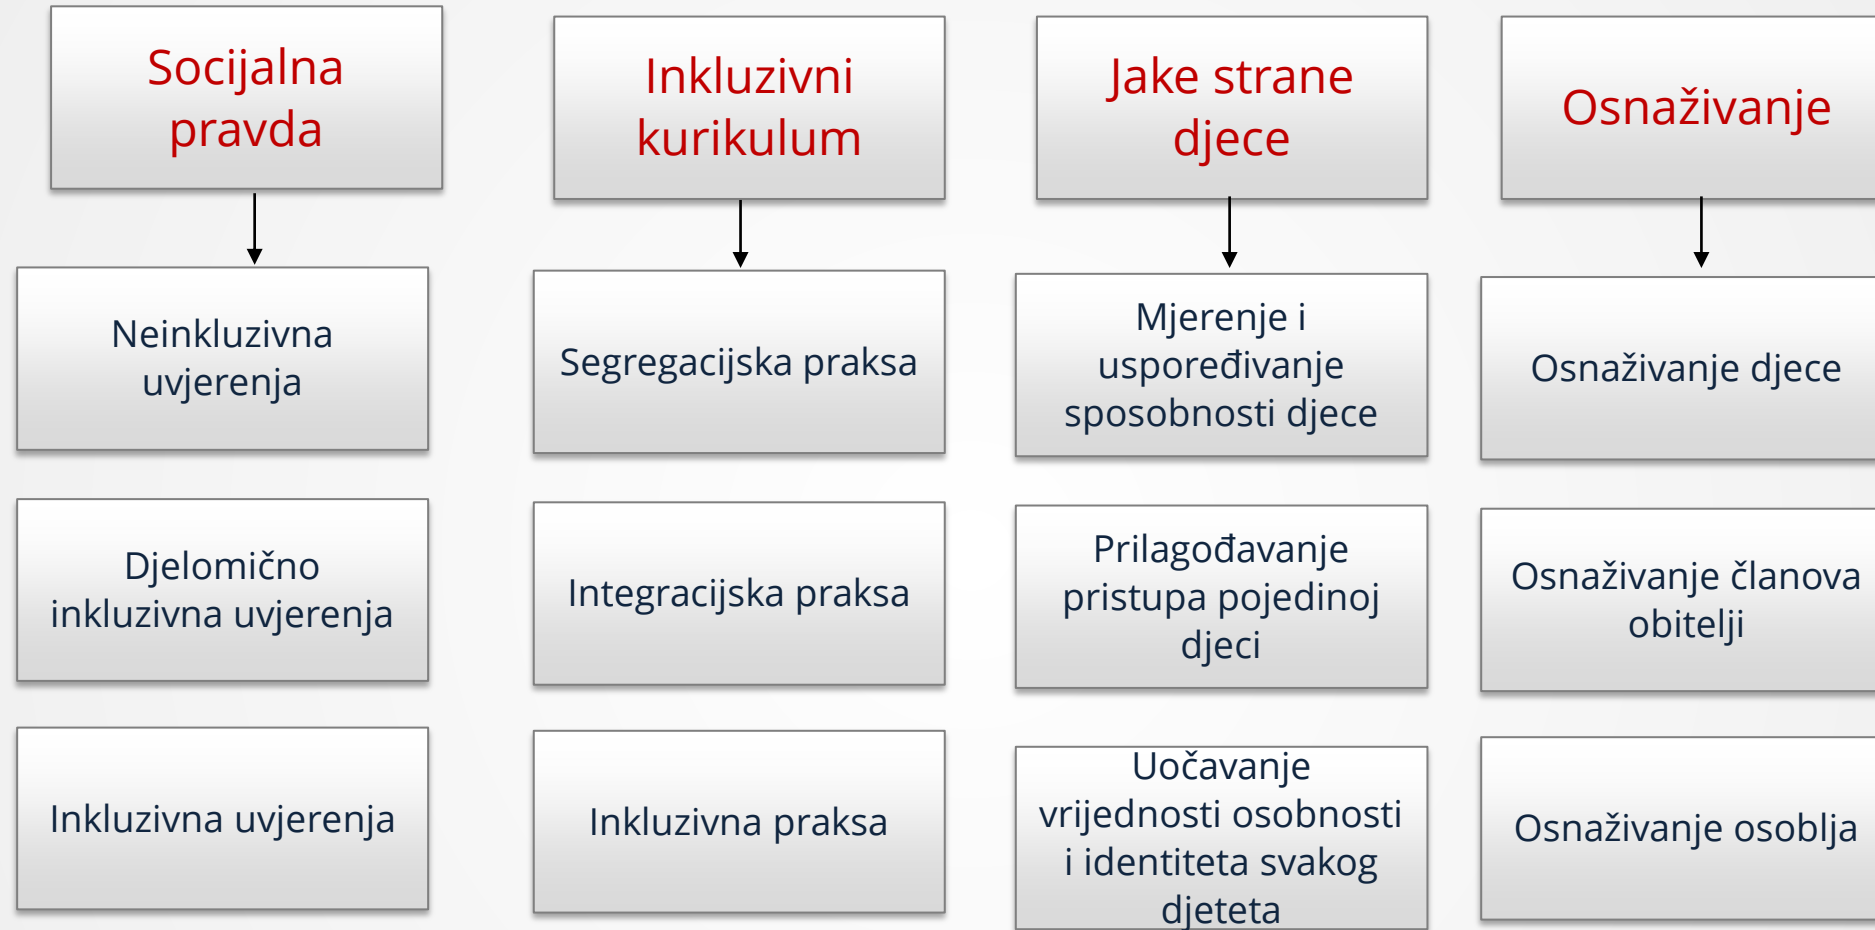 Socijalna
pravda
Inkluzivni
kurikulum
Jake strane
djece
Osnaživanje
Neinkluzivna
uvjerenja
Segregacijska praksa
Mjerenje i
uspoređivanje
sposobnosti djece
Osnaživanje djece
Djelomično
inkluzivna uvjerenja
Integracijska praksa
Prilagođavanje
pristupa pojedinoj
djeci
Osnaživanje članova
obitelji
Inkluzivna uvjerenja
Inkluzivna praksa
Uočavanje
vrijednosti osobnosti
i identiteta svakog
djeteta
Osnaživanje osoblja